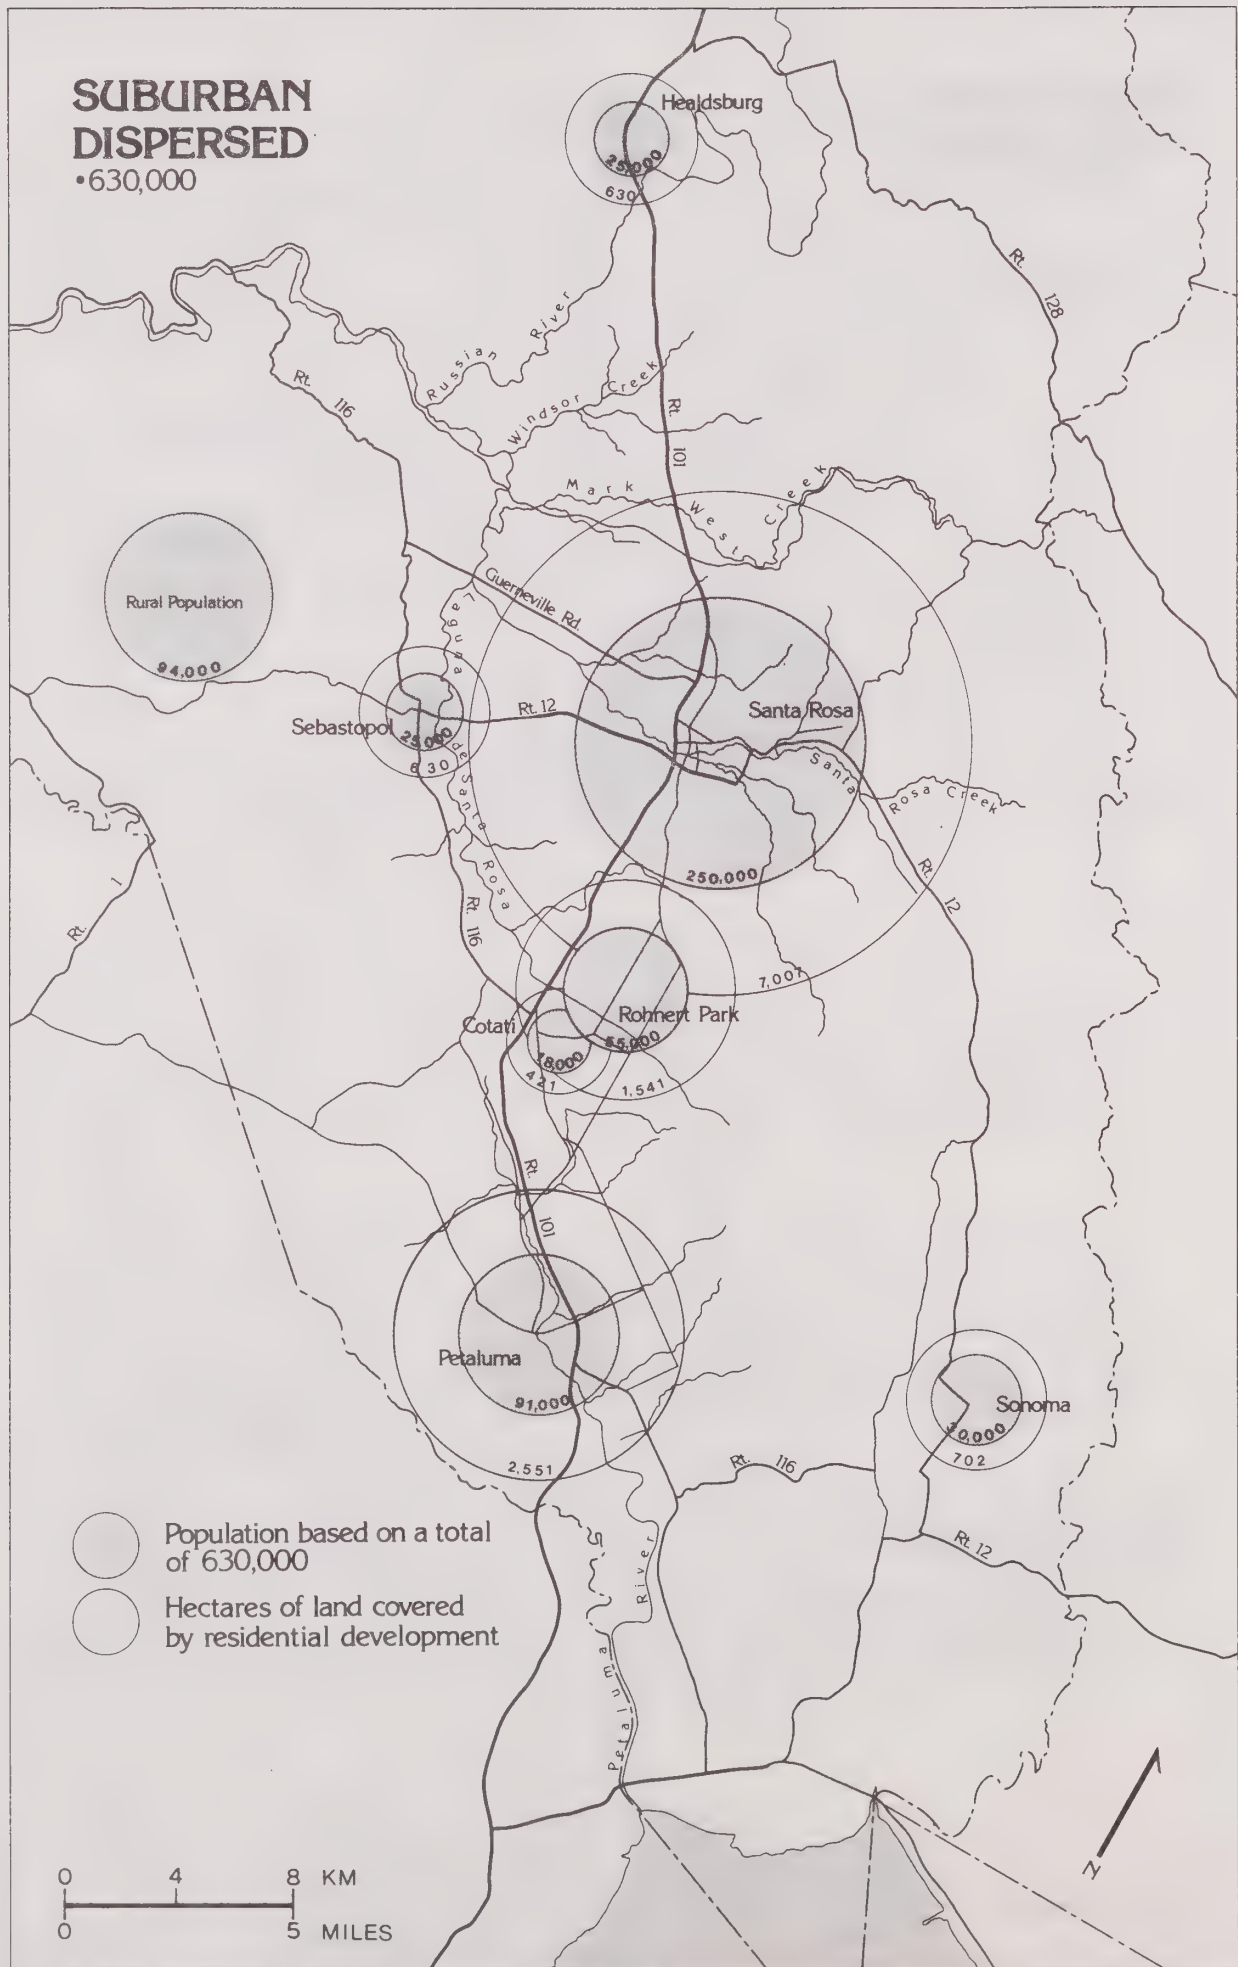 SUBURBAN
DISPERSED
•630,000
Healdsburg
25,000
630
Rt. 128
Russian River
Windsor Creek
Rt. 116
Rt. 101
Mark West Creek
Guerneville Rd.
Rural Population
94,000
Laguna de Santa Rosa
Sebastopol
25,000
630
Rt. 12
Santa Rosa
Santa Rosa Creek
250,000
7,007
Rt. 12
Rt. 1
Rt. 116
Rohnert Park
55,000
1,541
Cotati
18,000
421
Rt. 101
Petaluma
91,000
2,551
Sonoma
30,000
702
Rt. 116
Rt. 12
Petaluma River
Population based on a total
of 630,000
Hectares of land covered
by residential development
N
0 4 8 KM
0 5 MILES